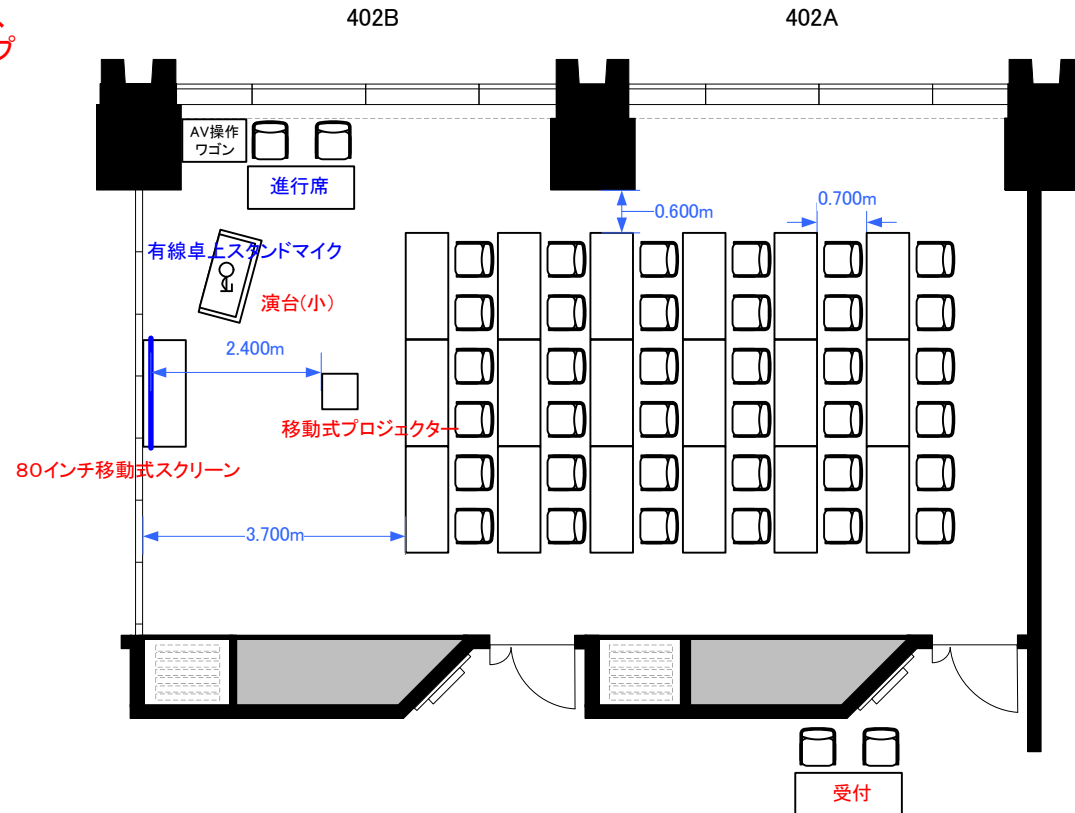 、
プ
402B
402A
AV操作
ワゴン
進行席
0.600m
0.700m
有線卓上スタンドマイク
演台(小)
2.400m
移動式プロジェクター
80インチ移動式スクリーン
3.700m
受付